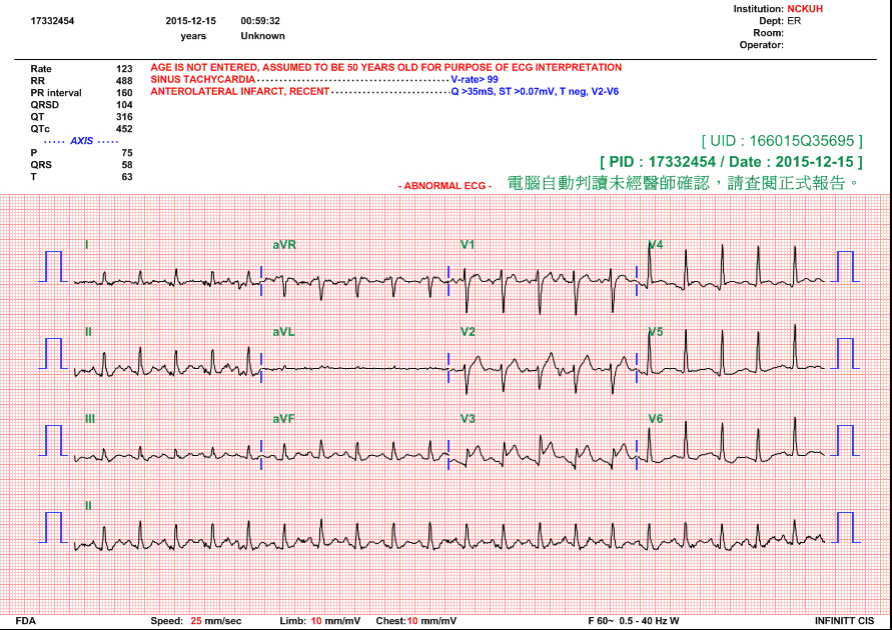 Institution: NCKUH
17332454 2015-12-15 00:59:32 Dept: ER
years Unknown Room:
Operator:
Rate 123 AGE IS NOT ENTERED, ASSUMED TO BE 50 YEARS OLD FOR PURPOSE OF ECG INTERPRETATION
RR 488 SINUS TACHYCARDIA - - - - - - - - - - - - - - - - - - - - - - - - - - - - - - - - - - - - - - V-rate> 99
PR interval 160 ANTEROLATERAL INFARCT, RECENT - - - - - - - - - - - - - - - - - - - - - - - - Q >35mS, ST >0.07mV, T neg, V2-V6
QRSD 104
QT 316
QTc 452
----- AXIS -----
P 75
QRS 58
T 63
[ UID : 166015Q35695 ]
[ PID : 17332454 / Date : 2015-12-15 ]
- ABNORMAL ECG - 電腦自動判讀未經醫師確認，請查閱正式報告。
I aVR V1 V4
II aVL V2 V5
III aVF V3 V6
II
FDA Speed: 25 mm/sec Limb: 10 mm/mV Chest:10 mm/mV F 60~ 0.5 - 40 Hz W INFINITT CIS